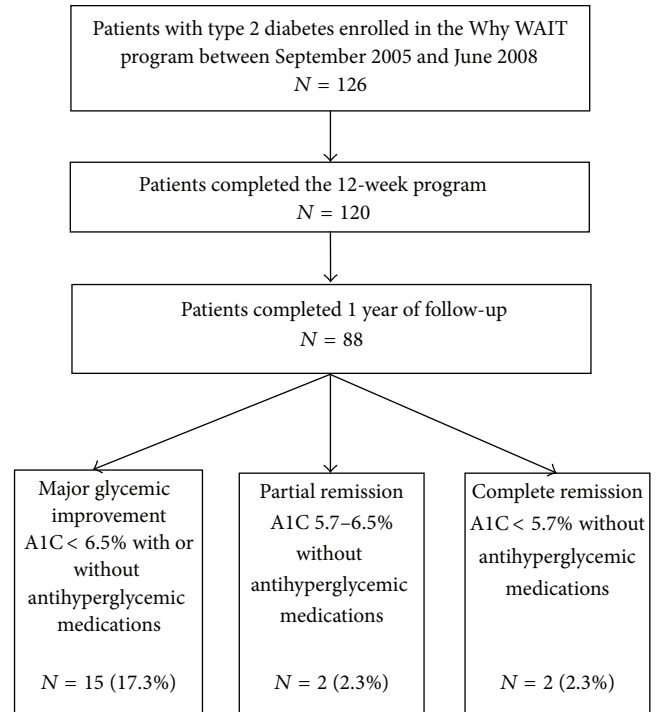 Patients with type 2 diabetes enrolled in the Why WAIT
program between September 2005 and June 2008
N = 126
Patients completed the 12-week program
N = 120
Patients completed 1 year of follow-up
N = 88
Major glycemic
improvement
A1C < 6.5% with or
without
antihyperglycemic
medications
N = 15 (17.3%)
Partial remission
A1C 5.7–6.5%
without
antihyperglycemic
medications
N = 2 (2.3%)
Complete remission
A1C < 5.7% without
antihyperglycemic
medications
N = 2 (2.3%)